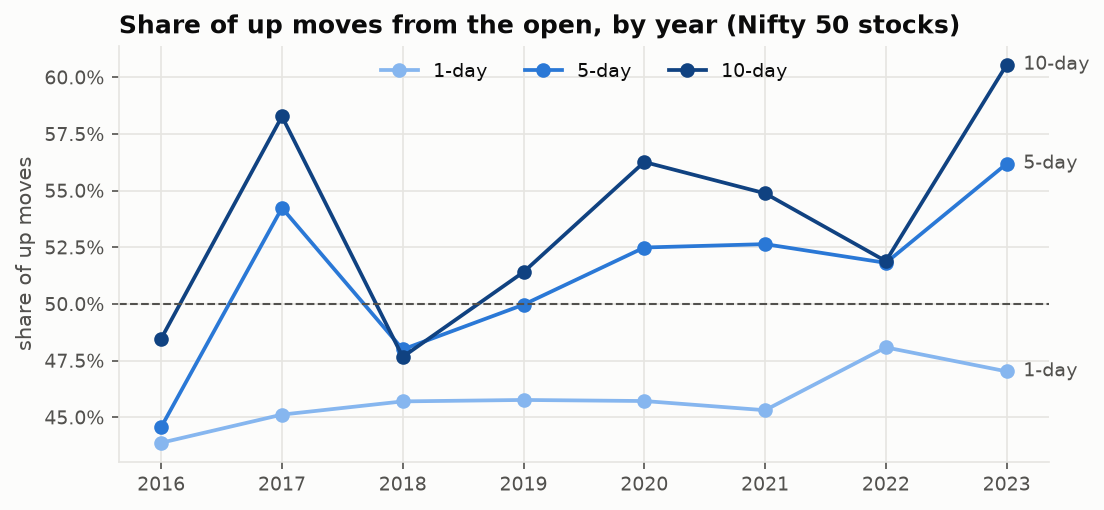 Share of up moves from the open, by year (Nifty 50 stocks)
1-day 5-day 10-day
share of up moves
60.0%
57.5%
55.0%
52.5%
50.0%
47.5%
45.0%
10-day
5-day
1-day
2016 2017 2018 2019 2020 2021 2022 2023